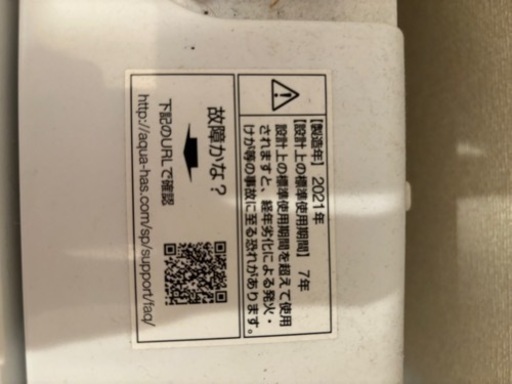 【製造年】 2021年
【設計上の標準使用期間】 7年
設計上の標準使用期間を超えて使用
されますと、経年劣化による発火・
けが等の事故に至る恐れがあります。
故障かな？
下記のURLで確認
http://aqua-has.com/sp/support/faq/